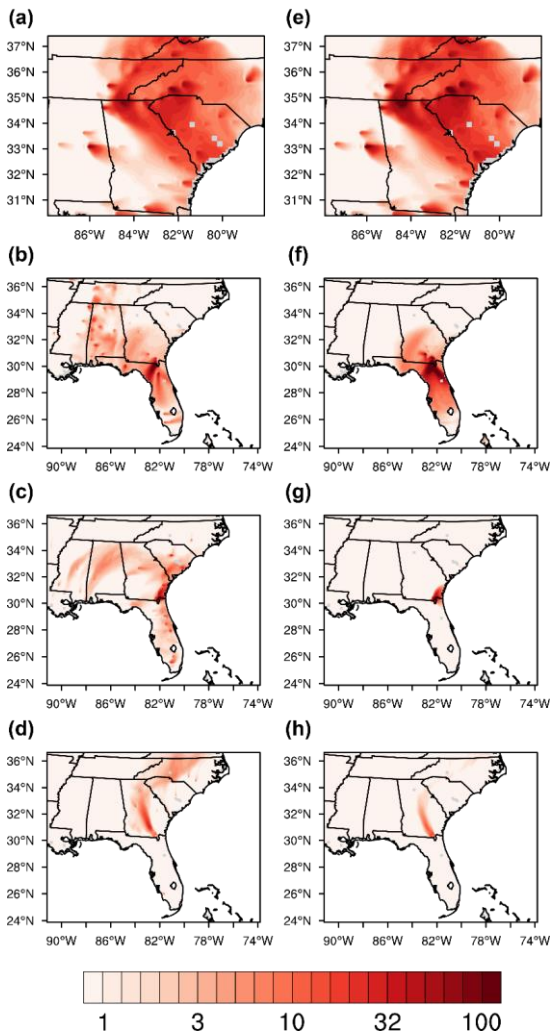 (a) (e)
37°N 37°N
36°N 36°N
35°N 35°N
34°N 34°N
33°N 33°N
32°N 32°N
31°N 31°N
86°W 84°W 82°W 80°W 86°W 84°W 82°W 80°W
(b) (f)
36°N 36°N
34°N 34°N
32°N 32°N
30°N 30°N
28°N 28°N
26°N 26°N
24°N 24°N
90°W 86°W 82°W 78°W 74°W 90°W 86°W 82°W 78°W 74°W
(c) (g)
36°N 36°N
34°N 34°N
32°N 32°N
30°N 30°N
28°N 28°N
26°N 26°N
24°N 24°N
90°W 86°W 82°W 78°W 74°W 90°W 86°W 82°W 78°W 74°W
(d) (h)
36°N 36°N
34°N 34°N
32°N 32°N
30°N 30°N
28°N 28°N
26°N 26°N
24°N 24°N
90°W 86°W 82°W 78°W 74°W 90°W 86°W 82°W 78°W 74°W
1 3 10 32 100